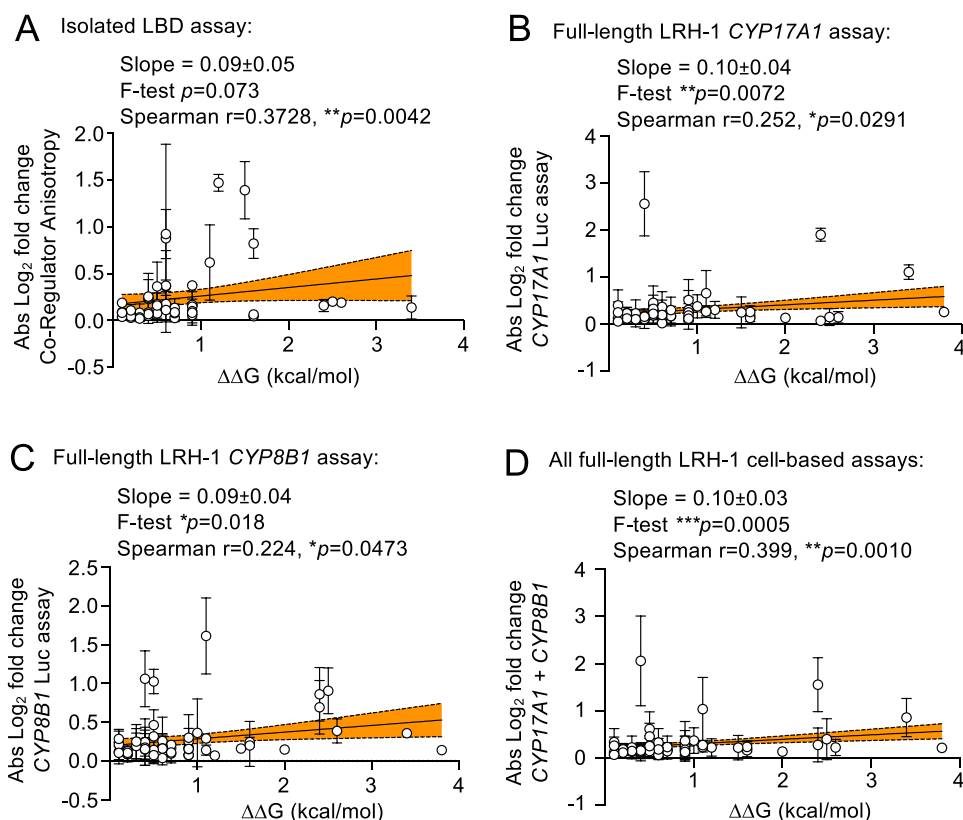 A Isolated LBD assay:
Slope = 0.09±0.05
F-test p=0.073
Spearman r=0.3728, **p=0.0042
Abs Log₂ fold change
Co-Regulator Anisotropy
2.0
1.5
1.0
0.5
0.0
-0.5
1 2 3 4
ΔΔG (kcal/mol)
B Full-length LRH-1 CYP17A1 assay:
Slope = 0.10±0.04
F-test **p=0.0072
Spearman r=0.252, *p=0.0291
Abs Log₂ fold change
CYP17A1 Luc assay
4
3
2
1
0
-1
1 2 3 4
ΔΔG (kcal/mol)
C Full-length LRH-1 CYP8B1 assay:
Slope = 0.09±0.04
F-test *p=0.018
Spearman r=0.224, *p=0.0473
Abs Log₂ fold change
CYP8B1 Luc assay
2.5
2.0
1.5
1.0
0.5
0.0
-0.5
1 2 3 4
ΔΔG (kcal/mol)
D All full-length LRH-1 cell-based assays:
Slope = 0.10±0.03
F-test ***p=0.0005
Spearman r=0.399, **p=0.0010
Abs Log₂ fold change
CYP17A1 + CYP8B1
4
3
2
1
0
-1
1 2 3 4
ΔΔG (kcal/mol)